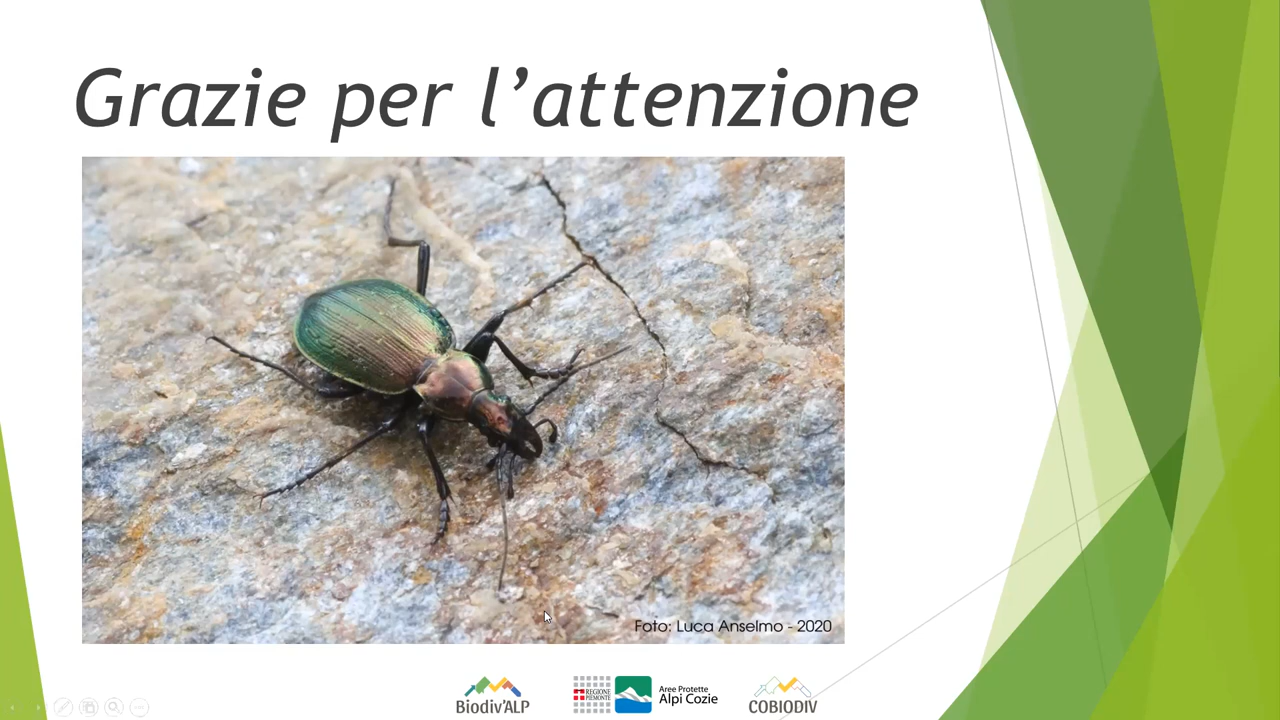 Grazie per l’attenzione
Foto: Luca Anselmo - 2020
Biodiv'ALP
REGIONE
PIEMONTE
Aree Protette
Alpi Cozie
COBIODIV